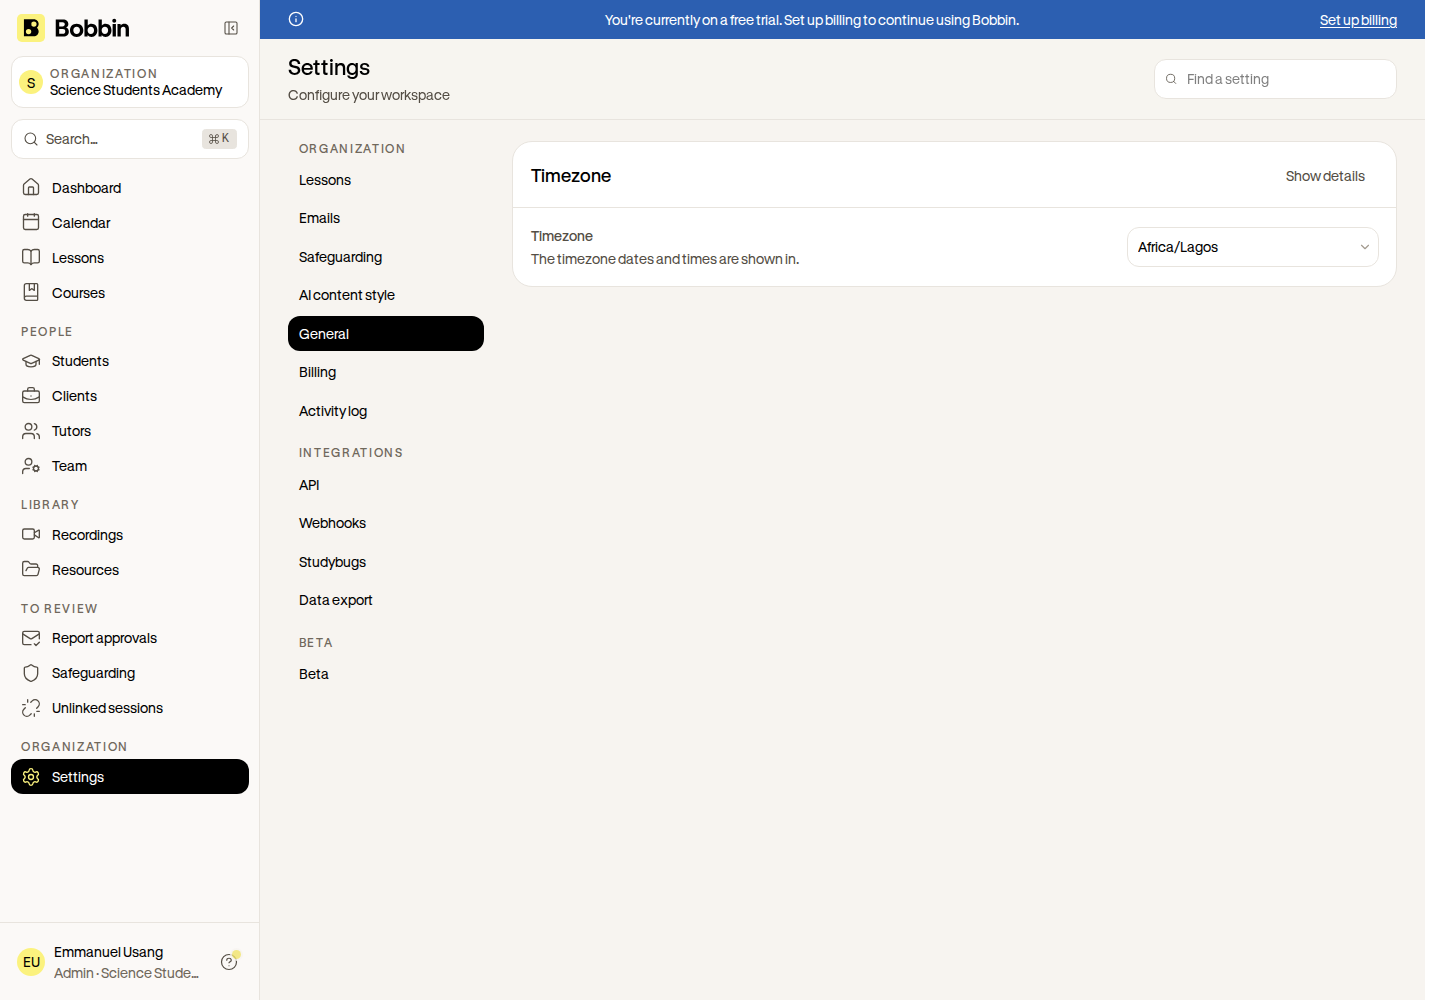 Bobbin
ORGANIZATION
S
Science Students Academy
Search...
⌘ K
Dashboard
Calendar
Lessons
Courses
PEOPLE
Students
Clients
Tutors
Team
LIBRARY
Recordings
Resources
TO REVIEW
Report approvals
Safeguarding
Unlinked sessions
ORGANIZATION
Settings
EU
Emmanuel Usang
Admin · Science Stude...
You're currently on a free trial. Set up billing to continue using Bobbin.
Set up billing
Settings
Configure your workspace
Find a setting
ORGANIZATION
Lessons
Emails
Safeguarding
AI content style
General
Billing
Activity log
INTEGRATIONS
API
Webhooks
Studybugs
Data export
BETA
Beta
Timezone
Show details
Timezone
The timezone dates and times are shown in.
Africa/Lagos